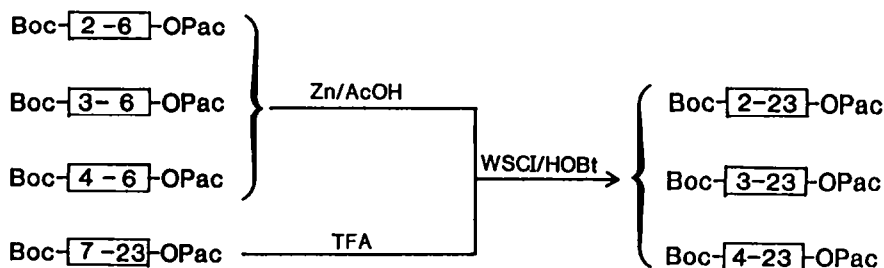 Boc-[2-6]-OPac
Boc-[3-6]-OPac
Boc-[4-6]-OPac
Boc-[7-23]-OPac
Zn/AcOH
TFA
WSCI/HOBt
Boc-[2-23]-OPac
Boc-[3-23]-OPac
Boc-[4-23]-OPac